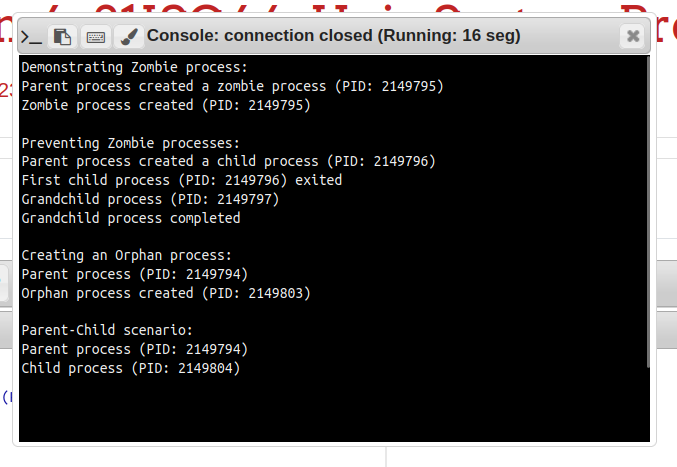 Console: connection closed (Running: 16 seg)
Demonstrating Zombie process:
Parent process created a zombie process (PID: 2149795)
Zombie process created (PID: 2149795)
Preventing Zombie processes:
Parent process created a child process (PID: 2149796)
First child process (PID: 2149796) exited
Grandchild process (PID: 2149797)
Grandchild process completed
Creating an Orphan process:
Parent process (PID: 2149794)
Orphan process created (PID: 2149803)
Parent-Child scenario:
Parent process (PID: 2149794)
Child process (PID: 2149804)